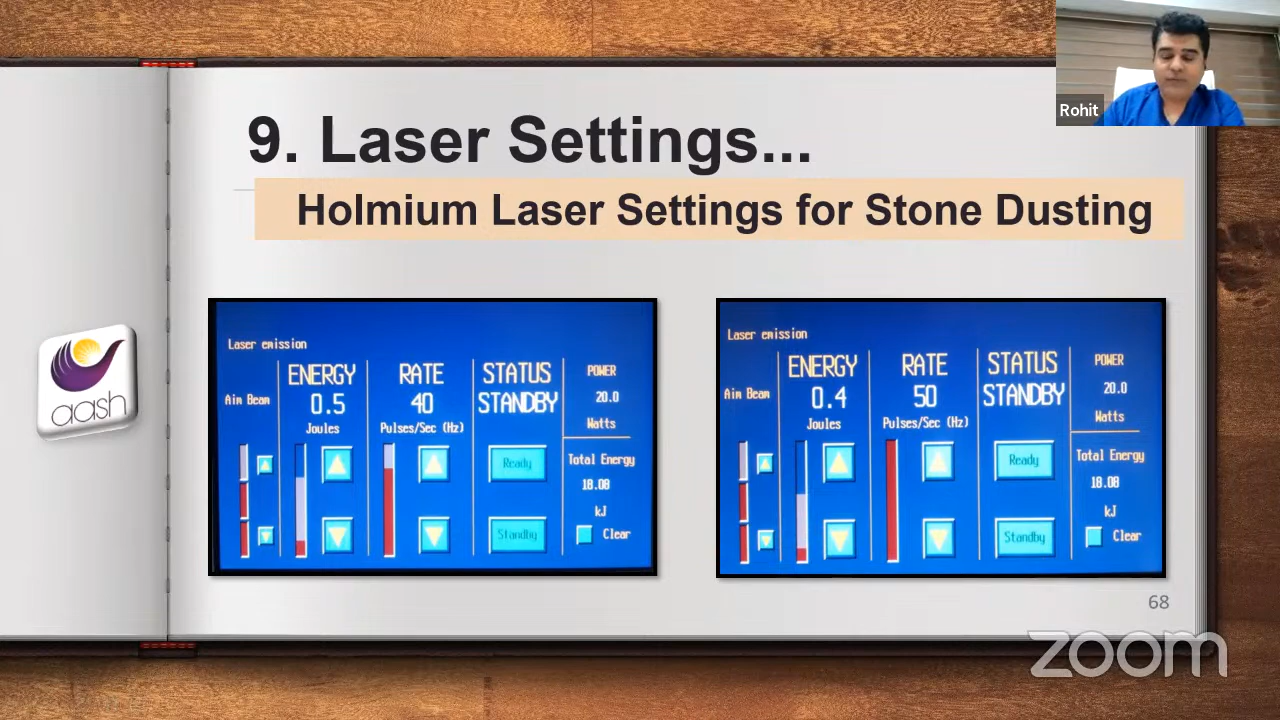 Rohit
9. Laser Settings...
Holmium Laser Settings for Stone Dusting
aash
Laser emission
Aim Beam
ENERGY
0.5
Joules
RATE
40
Pulses/Sec (Hz)
STATUS
STANDBY
Ready
Standby
POWER
20.0
Watts
Total Energy
18.08
kJ
Clear
Laser emission
Aim Beam
ENERGY
0.4
Joules
RATE
50
Pulses/Sec (Hz)
STATUS
STANDBY
Ready
Standby
POWER
20.0
Watts
Total Energy
18.08
kJ
Clear
68
zoom